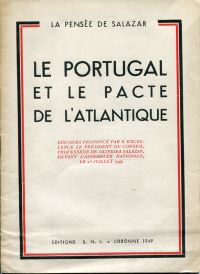 LA PENSÉE DE SALAZAR
LE PORTUGAL
ET LE PACTE
DE L'ATLANTIQUE
DISCOURS PRONONCÉ PAR S. EXCEL-
LENCE LE PRÉSIDENT DU CONSEIL,
PROFESSEUR DR. OLIVEIRA SALAZAR,
DEVANT L'ASSEMBLÉE NATIONALE,
LE 25 JUILLET 1949
EDITIONS S. N. I. • LISBONNE 1949